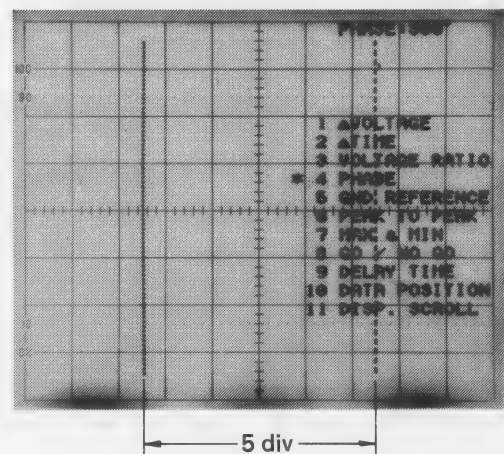 PHASE:360°
100
90
1 ΔVOLTAGE
2 ΔTIME
3 VOLTAGE RATIO
* 4 PHASE
5 GND REFERENCE
6 PEAK TO PEAK
7 MAX & MIN
8 GO / NO GO
9 DELAY TIME
10 DATA POSITION
11 DISP. SCROLL
10
0%
5 div